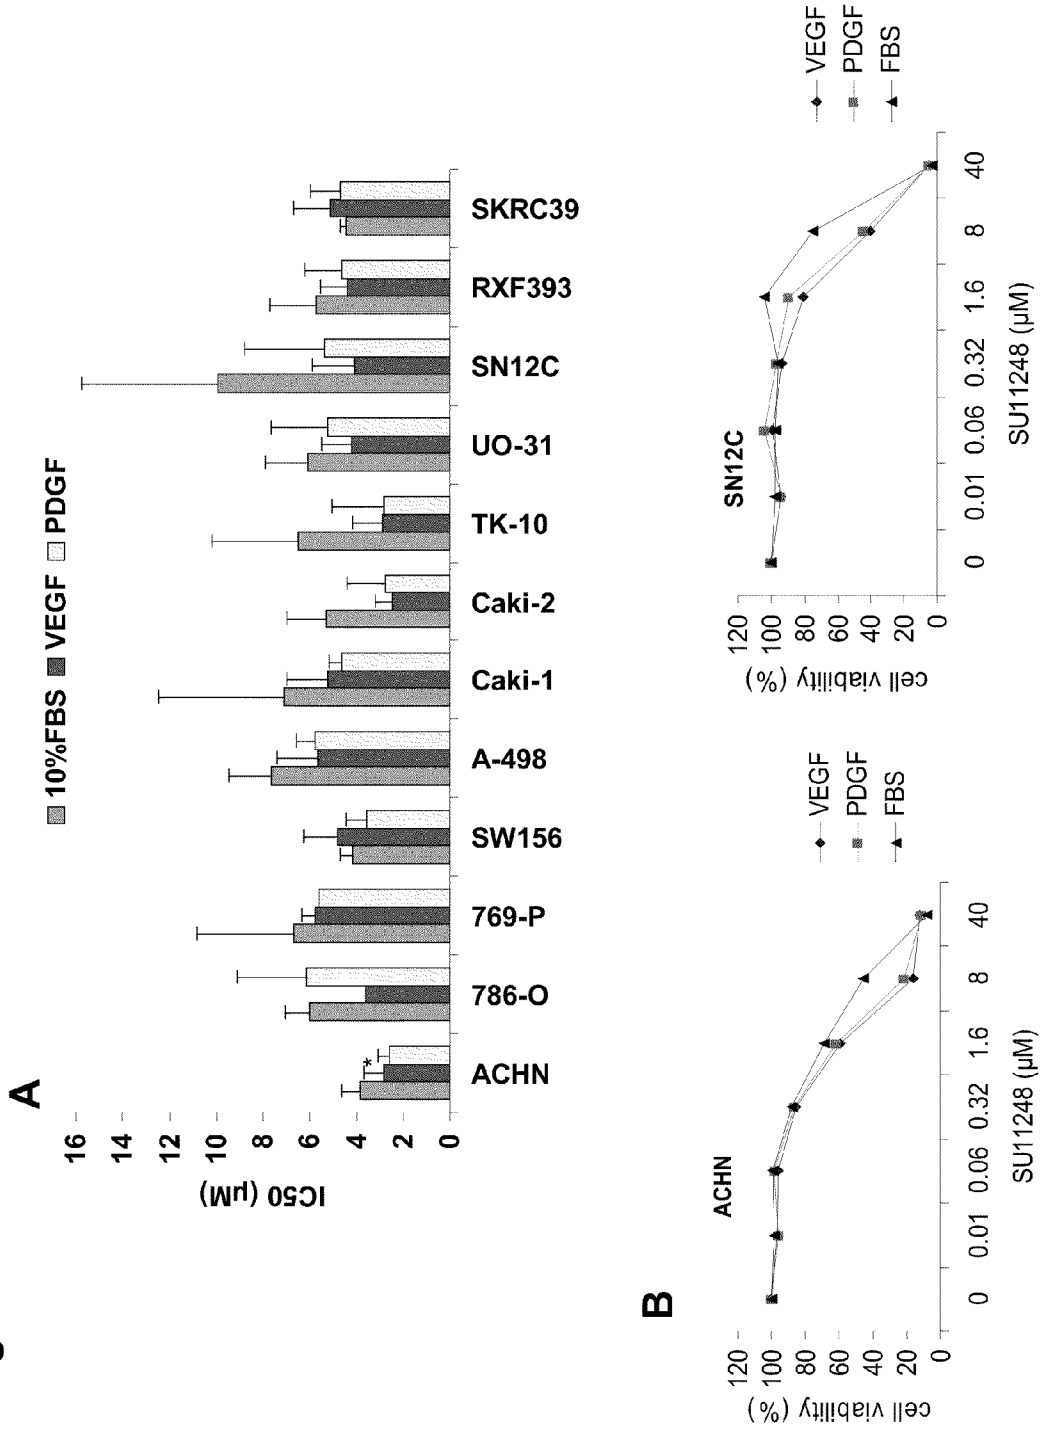 A
10%FBS VEGF PDGF
IC50 (µM)
16
14
12
10
8
6
4
2
0
ACHN 786-O 769-P SW156 A-498 Caki-1 Caki-2 TK-10 UO-31 SN12C RXF393 SKRC39
*
B
ACHN
cell viability (%)
120
100
80
60
40
20
0
0 0.01 0.06 0.32 1.6 8 40
SU11248 (µM)
VEGF
PDGF
FBS
SN12C
cell viability (%)
120
100
80
60
40
20
0
0 0.01 0.06 0.32 1.6 8 40
SU11248 (µM)
VEGF
PDGF
FBS